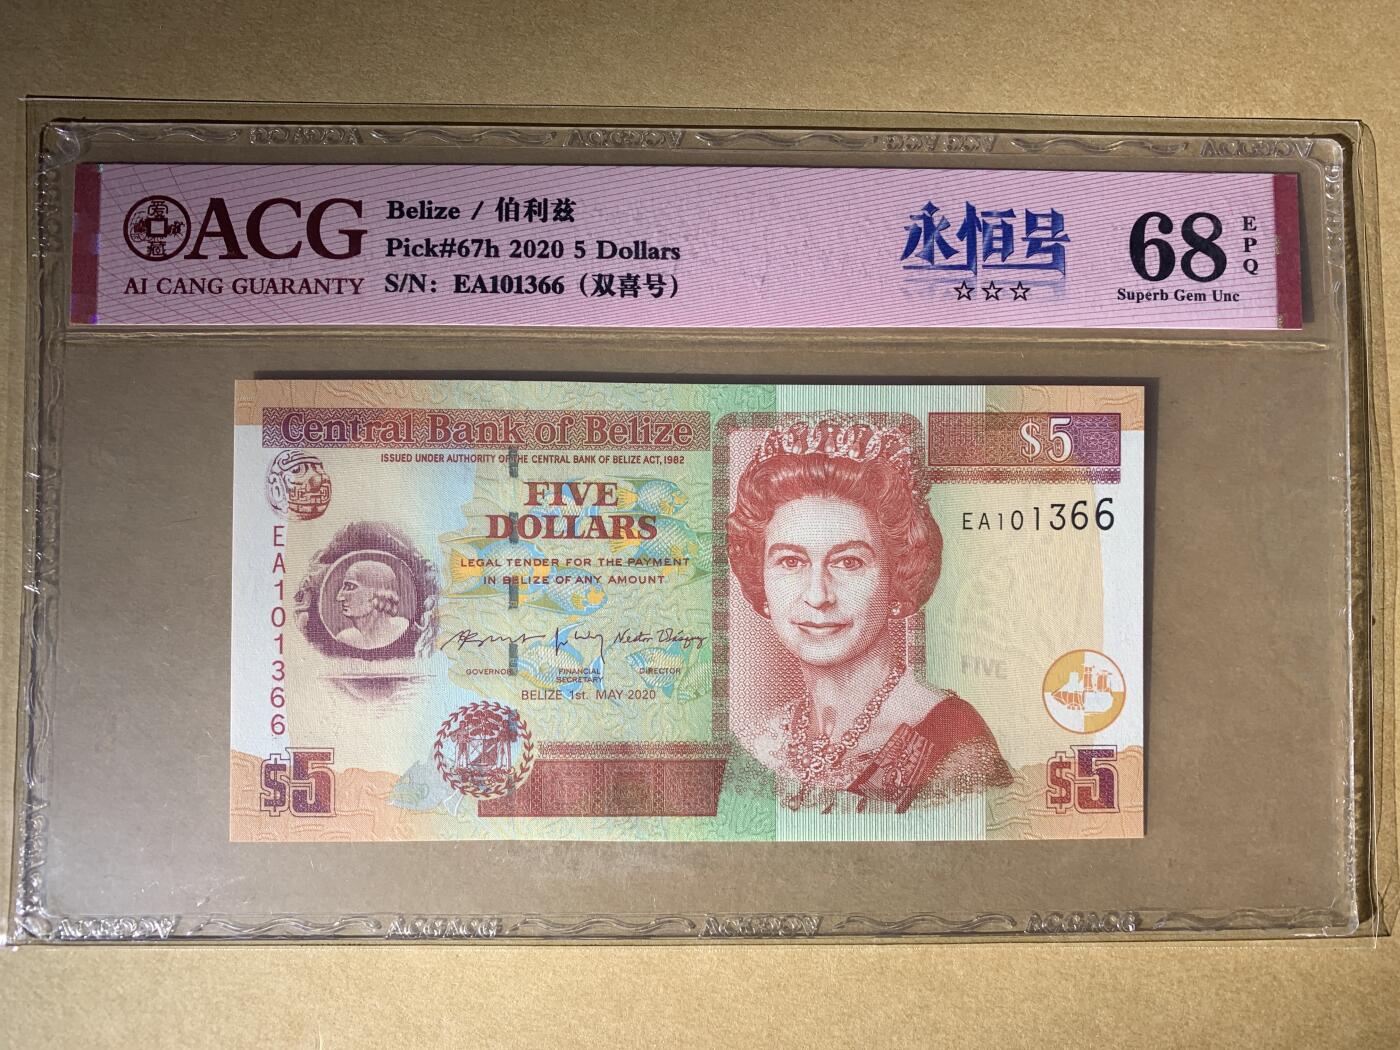 ACG
AI CANG GUARANTY
Belize / 伯利兹
Pick#67h 2020 5 Dollars
S/N: EA101366 (双喜号)
永恒号
☆☆☆
68
EPQ
Superb Gem Unc
Central Bank of Belize
$5
ISSUED UNDER AUTHORITY OF THE CENTRAL BANK OF BELIZE ACT, 1982
FIVE
DOLLARS
EA101366
LEGAL TENDER FOR THE PAYMENT
IN BELIZE OF ANY AMOUNT
EA101366
FIVE
GOVERNOR
FINANCIAL
SECRETARY
DIRECTOR
BELIZE 1st. MAY 2020
$5
$5